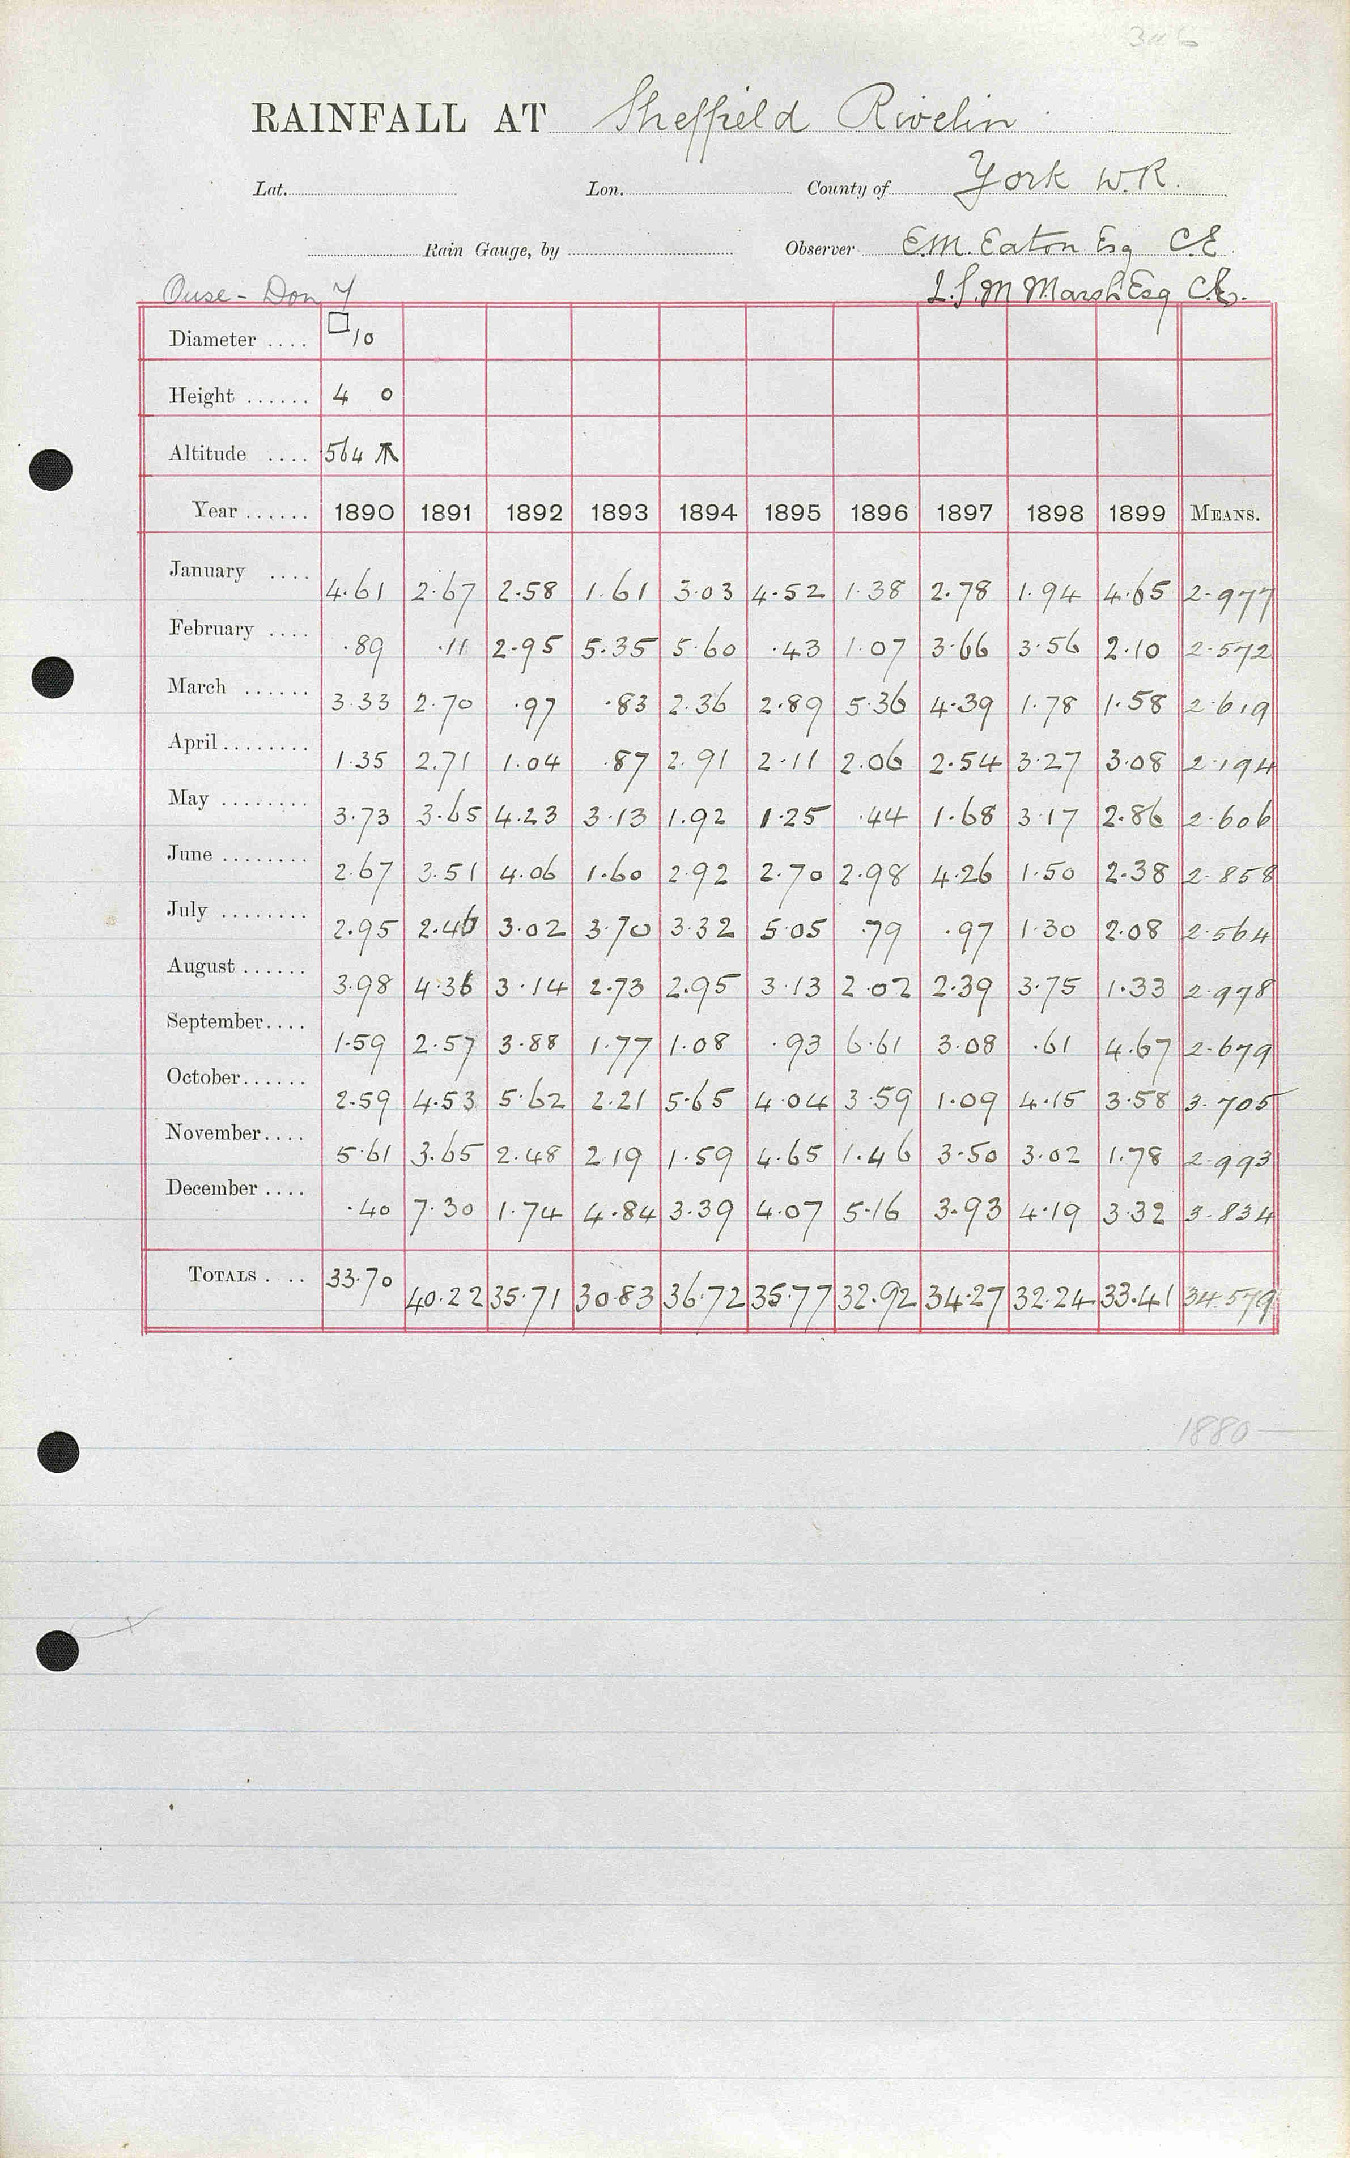 RAINFALL AT Sheffield Rivelin
Lat. Lon. County of York W.R.
Rain Gauge, by Observer E.M. Eaton Esq C.E.
Ouse - Don 7 L.S.M Marsh Esq C.E.
Diameter .... □10
Height ...... 4 0
Altitude .... 564 ↑
Year ...... 1890 1891 1892 1893 1894 1895 1896 1897 1898 1899 MEANS.
January .... 4.61 2.67 2.58 1.61 3.03 4.52 1.38 2.78 1.94 4.65 2.977
February .... .89 .11 2.95 5.35 5.60 .43 1.07 3.66 3.56 2.10 2.572
March ...... 3.33 2.70 .97 .83 2.36 2.89 5.36 4.39 1.78 1.58 2.619
April ........ 1.35 2.71 1.04 .87 2.91 2.11 2.06 2.54 3.27 3.08 2.194
May ........ 3.73 3.65 4.23 3.13 1.92 1.25 .44 1.68 3.17 2.86 2.606
June ........ 2.67 3.51 4.06 1.60 2.92 2.70 2.98 4.26 1.50 2.38 2.858
July ........ 2.95 2.46 3.02 3.70 3.32 5.05 .79 .97 1.30 2.08 2.564
August ...... 3.98 4.36 3.14 2.73 2.95 3.13 2.02 2.39 3.75 1.33 2.978
September .... 1.59 2.57 3.88 1.77 1.08 .93 6.61 3.08 .61 4.67 2.679
October ...... 2.59 4.53 5.62 2.21 5.65 4.04 3.59 1.09 4.15 3.58 3.705
November .... 5.61 3.65 2.48 2.19 1.59 4.65 1.46 3.50 3.02 1.78 2.993
December .... .40 7.30 1.74 4.84 3.39 4.07 5.16 3.93 4.19 3.32 3.834
TOTALS . .. 33.70 40.22 35.71 30.83 36.72 35.77 32.92 34.27 32.24 33.41 34.579
1880 —